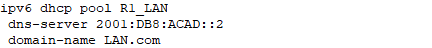 ipv6 dhcp pool R1_LAN
 dns-server 2001:DB8:ACAD::2
 domain-name LAN.com